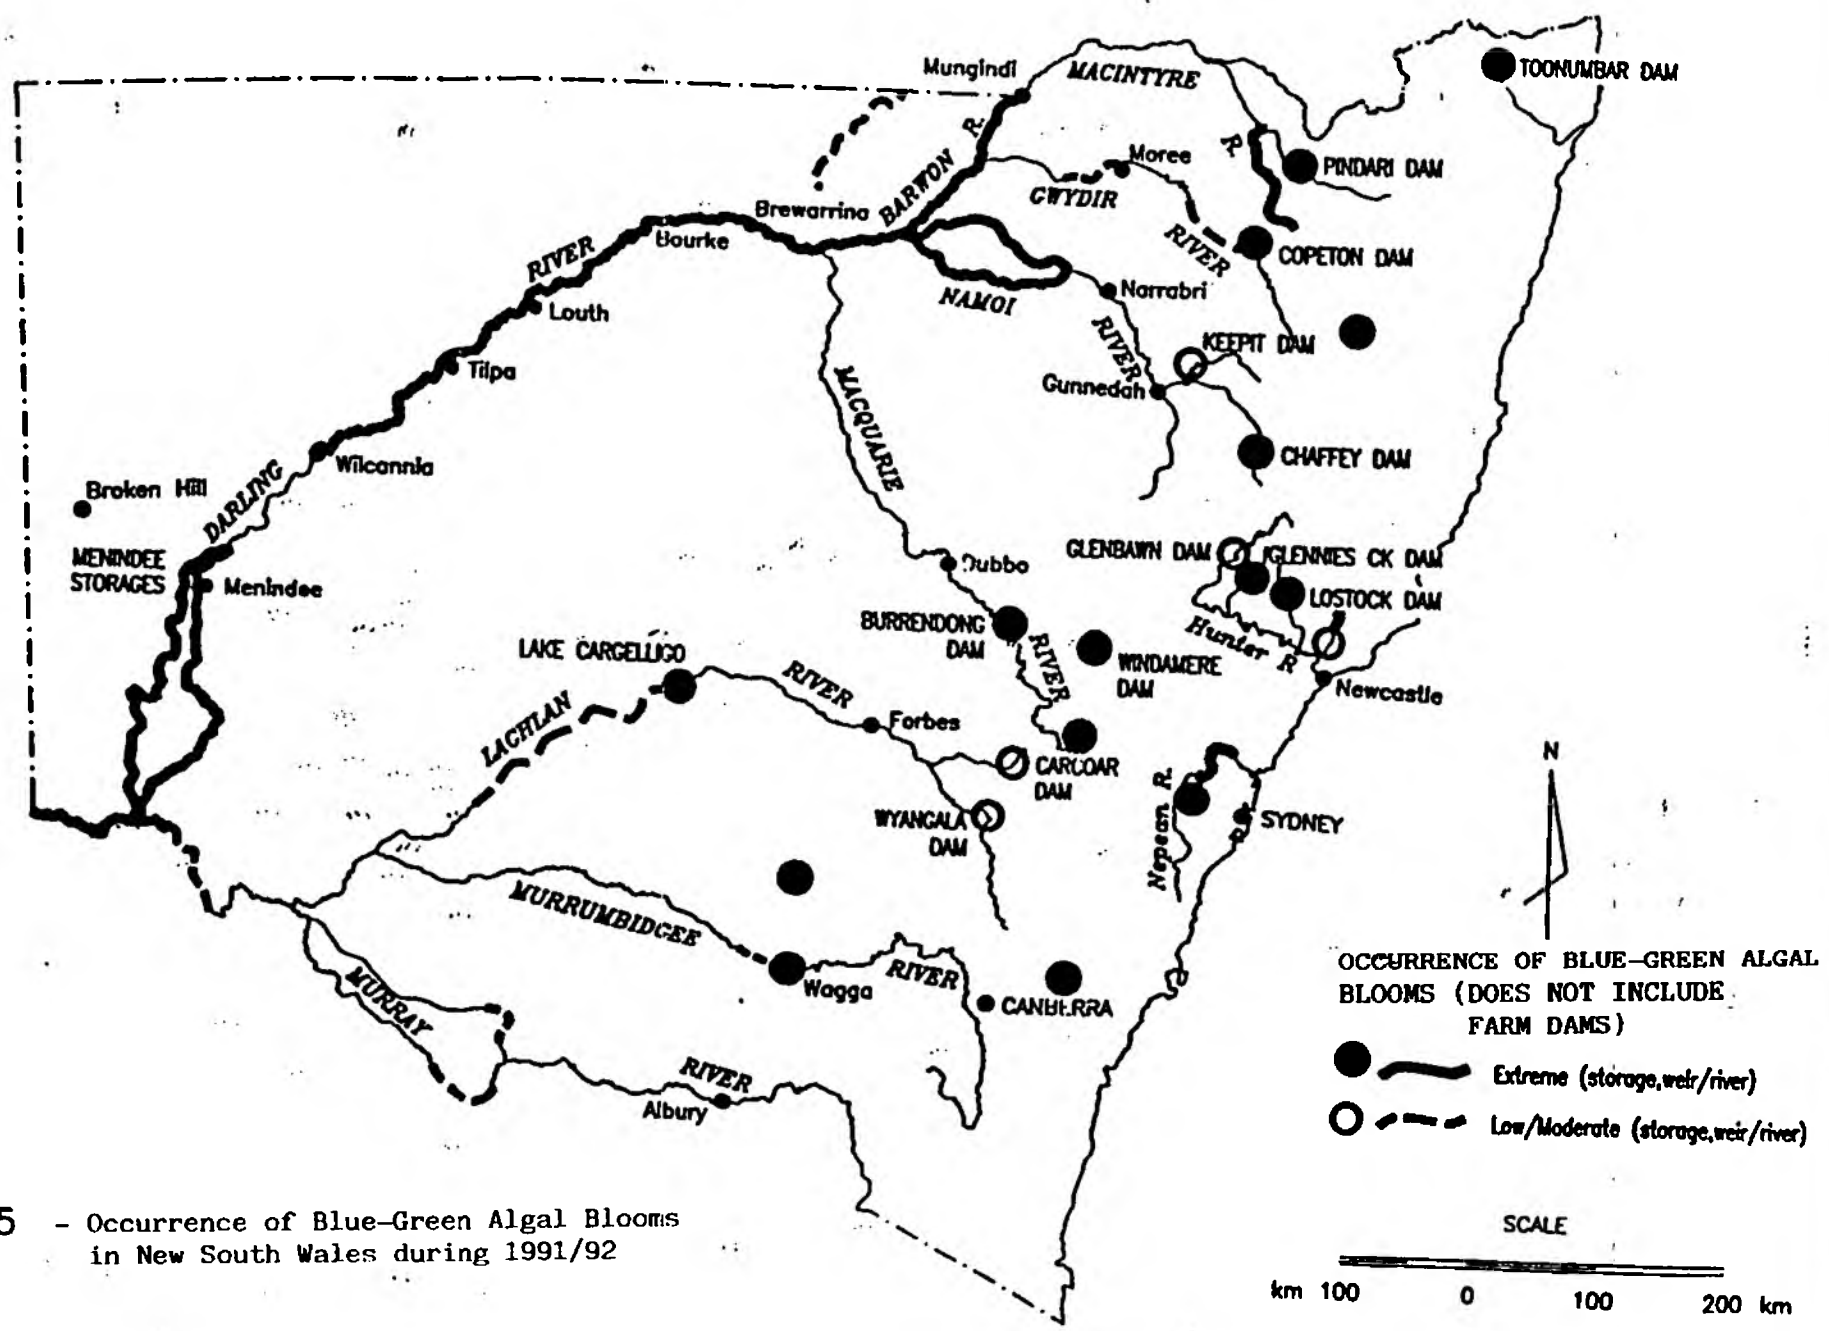 Mungindi
MACINTYRE
R.
TOONUMBAR DAM
PINDARI DAM
BARWON R.
Moree
GWYDIR
RIVER
COPETON DAM
Brewarrina
Bourke
RIVER
Louth
Tilpa
Wilcannia
DARLING
NAMOI
Narrabri
RIVER
KEEPIT DAM
Gunnedah
CHAFFEY DAM
MACQUARIE
Broken Hill
MENINDEE
STORAGES
Menindee
Dubbo
GLENBAWN DAM
GLENNIES CK DAM
LOSTOCK DAM
Hunter R
Newcastle
BURRENDONG
DAM
RIVER
WINDAMERE
DAM
LAKE CARGELLIGO
RIVER
LACHLAN
Forbes
CARCOAR
DAM
WYANGALA
DAM
Nepean R.
SYDNEY
MURRUMBIDGEE
Wagga
RIVER
CANBERRA
MURRAY
RIVER
Albury
N
OCCURRENCE OF BLUE-GREEN ALGAL
BLOOMS (DOES NOT INCLUDE
FARM DAMS)
Extreme (storage,weir/river)
Low/Moderate (storage,weir/river)
SCALE
km 100 0 100 200 km
5 - Occurrence of Blue-Green Algal Blooms
in New South Wales during 1991/92